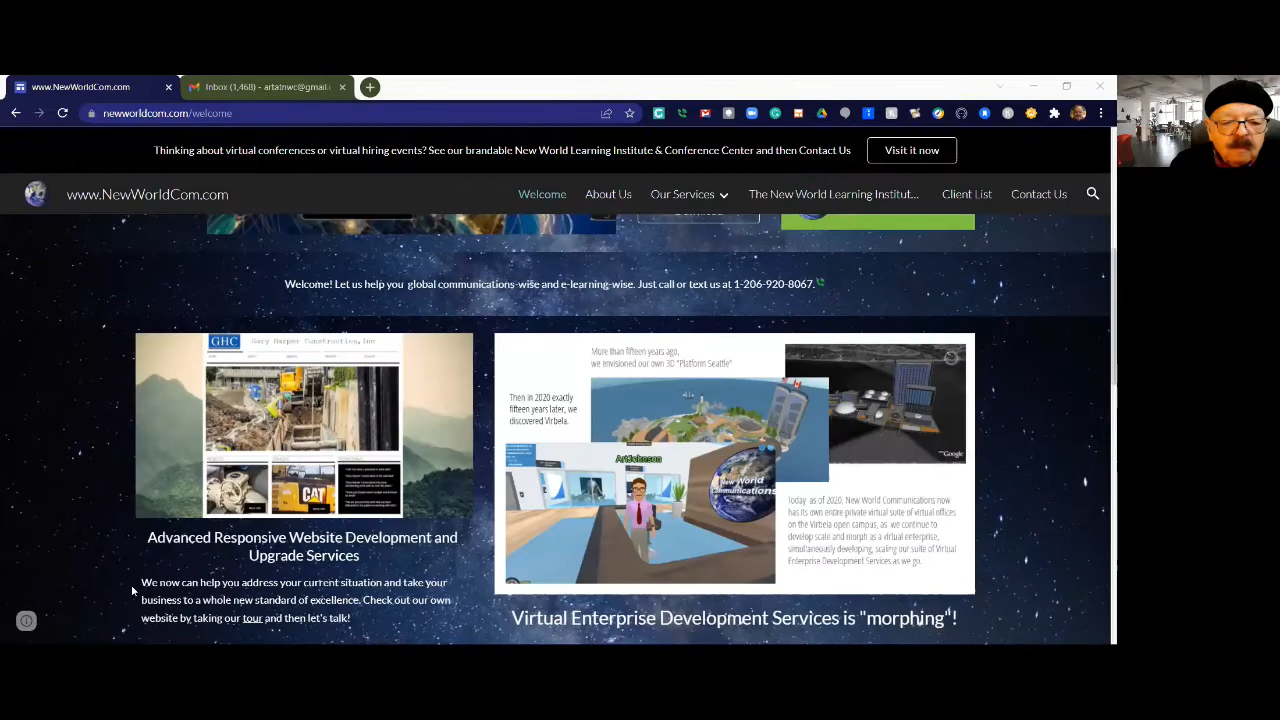 www.NewWorldCom.com
Inbox (1,468) - artatnwc@gmail.
newworldcom.com/welcome
Thinking about virtual conferences or virtual hiring events? See our brandable New World Learning Institute & Conference Center and then Contact Us
Visit it now
www.NewWorldCom.com
Welcome
About Us
Our Services
The New World Learning Institut...
Client List
Contact Us
Welcome! Let us help you global communications-wise and e-learning-wise. Just call or text us at 1-206-920-8067.
GHC
Gary Harper Construction, Inc
CAT
Advanced Responsive Website Development and
Upgrade Services
We now can help you address your current situation and take your
business to a whole new standard of excellence. Check out our own
website by taking our tour and then let's talk!
More than fifteen years ago,
we envisioned our own 3D "Platform Seattle"
Then in 2020 exactly
fifteen years later, we
discovered Virbela.
ArtJohnson
New World
Communications
Google
Today as of 2020, New World Communications now
has its own entire private virtual suite of virtual offices
on the Virbela open campus, as we continue to
develop scale and morph as a virtual enterprise,
simultaneously developing, scaling our suite of Virtual
Enterprise Development Services as we go.
Virtual Enterprise Development Services is "morphing"!